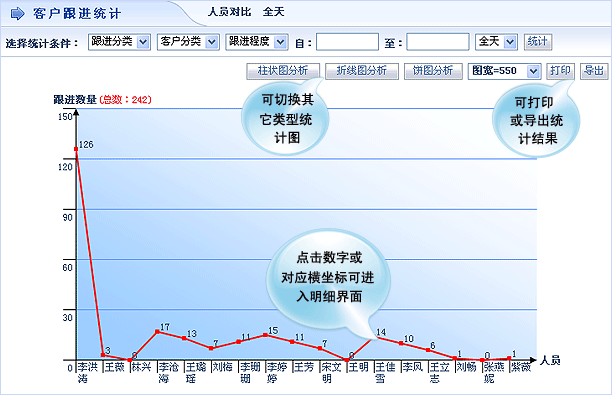 客户跟进统计 人员对比 全天
选择统计条件： 跟进分类 客户分类 跟进程度 自： 至： 全天 统计
柱状图分析 折线图分析 饼图分析 图宽=550 打印 导出
可切换其
它类型统
计图
可打印
或导出统
计结果
跟进数量(总数：242)
150
120
90
60
30
0
126
3
0
17
13
7
11
15
11
7
0
14
10
6
1
0
1
点击数字或
对应横坐标可进
入明细界面
人员
李洪涛
王薇
林兴
李沧海
王璐瑶
刘梅
李珊珊
李婷婷
王芳
宋文明
王明
王佳雪
李凤
王立志
刘畅
张燕妮
紫薇